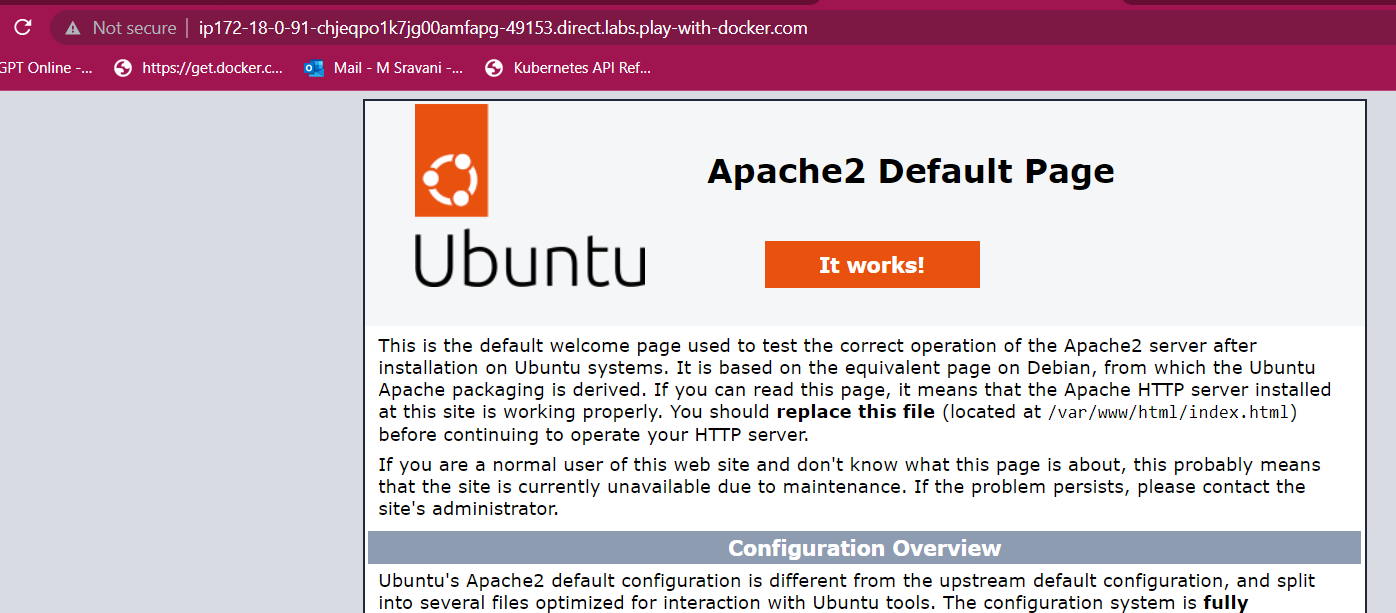 Not secure | ip172-18-0-91-chjeqpo1k7jg00amfapg-49153.direct.labs.play-with-docker.com
GPT Online -... https://get.docker.c... Mail - M Sravani -... Kubernetes API Ref...
Apache2 Default Page
Ubuntu
It works!
This is the default welcome page used to test the correct operation of the Apache2 server after
installation on Ubuntu systems. It is based on the equivalent page on Debian, from which the Ubuntu
Apache packaging is derived. If you can read this page, it means that the Apache HTTP server installed
at this site is working properly. You should replace this file (located at /var/www/html/index.html)
before continuing to operate your HTTP server.
If you are a normal user of this web site and don't know what this page is about, this probably means
that the site is currently unavailable due to maintenance. If the problem persists, please contact the
site's administrator.
Configuration Overview
Ubuntu's Apache2 default configuration is different from the upstream default configuration, and split
into several files optimized for interaction with Ubuntu tools. The configuration system is fully